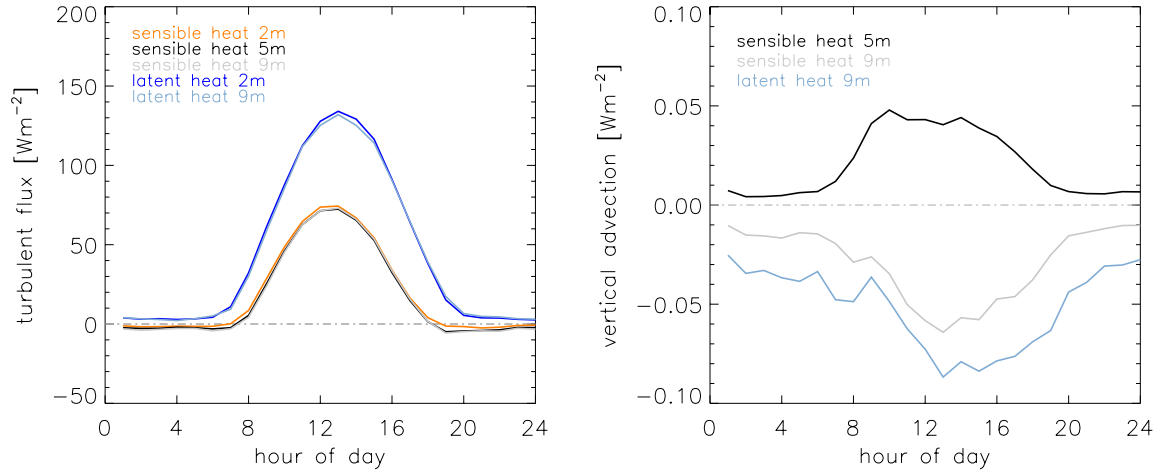 200
150
100
50
0
−50
turbulent flux [Wm−2]
sensible heat 2m
sensible heat 5m
sensible heat 9m
latent heat 2m
latent heat 9m
0 4 8 12 16 20 24
hour of day
0.10
0.05
0.00
−0.05
−0.10
vertical advection [Wm−2]
sensible heat 5m
sensible heat 9m
latent heat 9m
0 4 8 12 16 20 24
hour of day